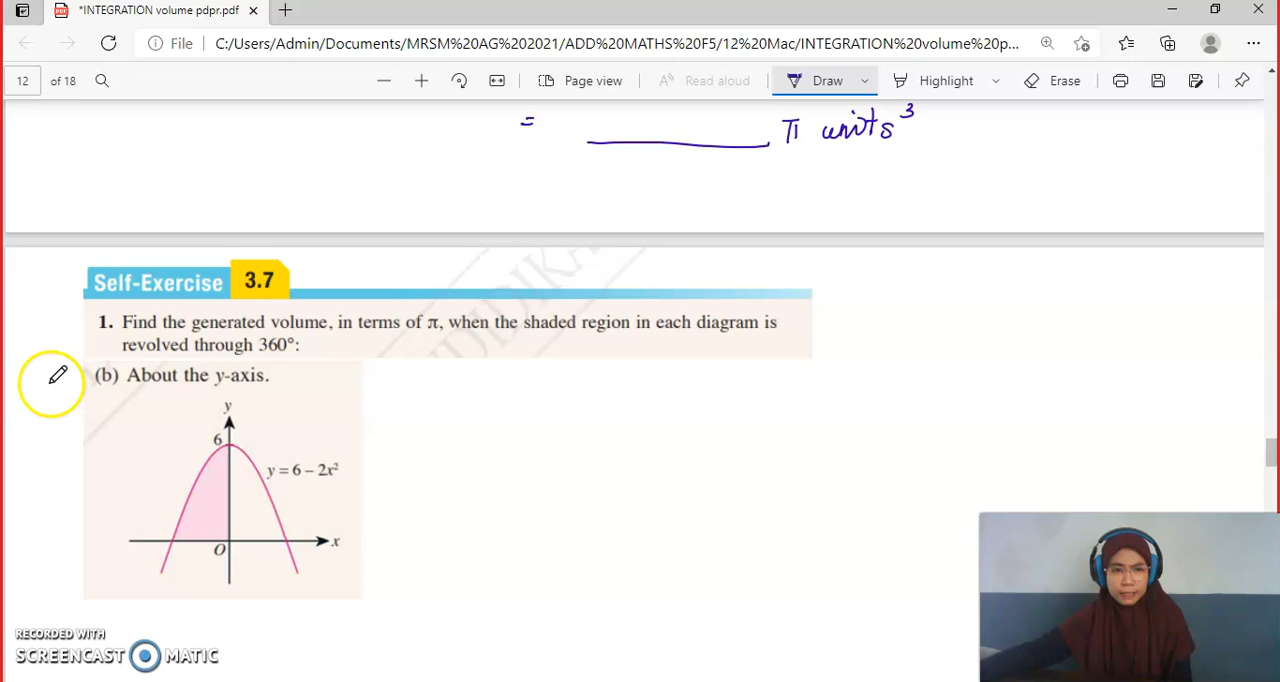 *INTEGRATION volume pdpr.pdf
File C:/Users/Admin/Documents/MRSM%20AG%202021/ADD%20MATHS%20F5/12%20Mac/INTEGRATION%20volume%20p...
12 of 18 Page view Read aloud Draw Highlight Erase
= ________ π units³
Self-Exercise 3.7
1. Find the generated volume, in terms of π, when the shaded region in each diagram is
revolved through 360°:
(b) About the y-axis.
y
6
y = 6 – 2x²
O
x
RECORDED WITH
SCREENCAST MATIC